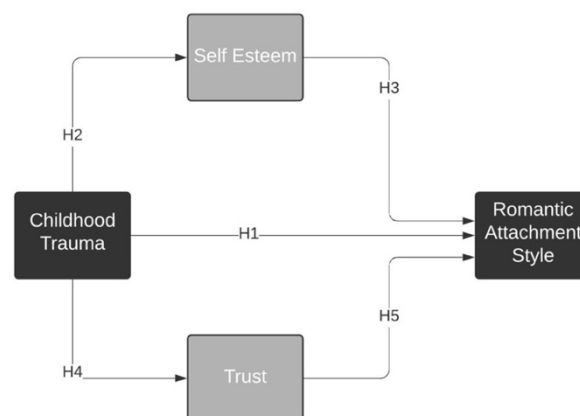 Self Esteem
H3
H2
Childhood
Trauma
H1
Romantic
Attachment
Style
H5
H4
Trust